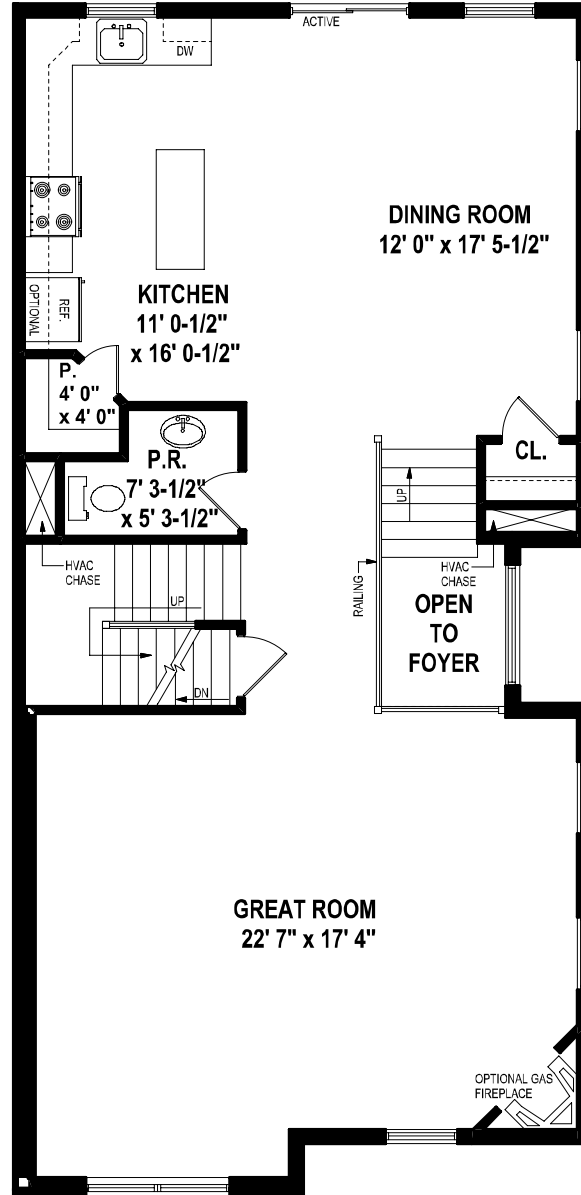 ACTIVE
DW
DINING ROOM
12' 0" x 17' 5-1/2"
KITCHEN
11' 0-1/2"
x 16' 0-1/2"
REF.
OPTIONAL
P.
4' 0"
x 4' 0"
CL.
P.R.
7' 3-1/2"
x 5' 3-1/2"
UP
HVAC
CHASE
HVAC
CHASE
RAILING
UP
OPEN
TO
FOYER
DN
GREAT ROOM
22' 7" x 17' 4"
OPTIONAL GAS
FIREPLACE